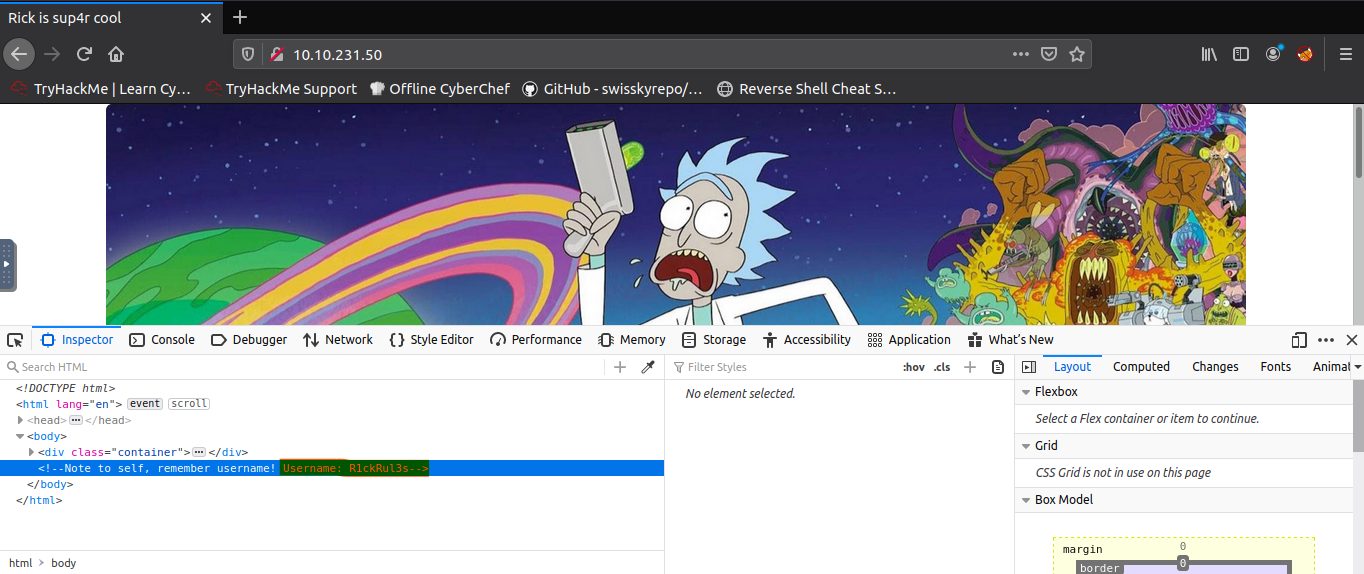 Rick is sup4r cool
10.10.231.50
TryHackMe | Learn Cy… TryHackMe Support Offline CyberChef GitHub - swisskyrepo/… Reverse Shell Cheat S…
Inspector Console Debugger Network Style Editor Performance Memory Storage Accessibility Application What's New
Search HTML
Filter Styles :hov .cls
Layout Computed Changes Fonts Animat
<!DOCTYPE html>
<html lang="en"> event scroll
<head> </head>
<body>
<div class="container"> </div>
<!--Note to self, remember username! Username: R1ckRul3s-->
</body>
</html>
html > body
No element selected.
Flexbox
Select a Flex container or item to continue.
Grid
CSS Grid is not in use on this page
Box Model
margin 0
border 0